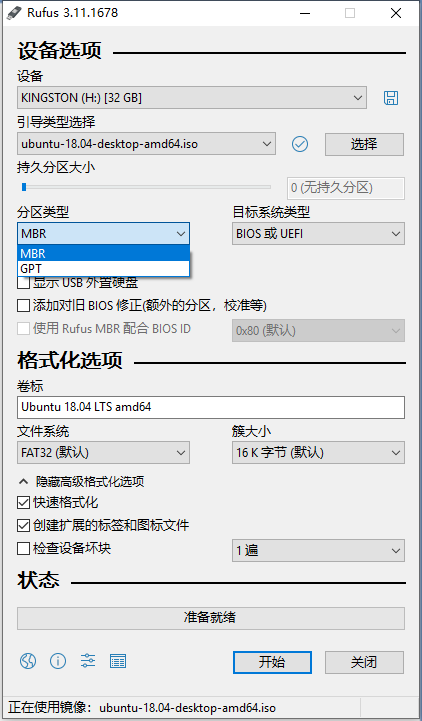 Rufus 3.11.1678
设备选项
设备
KINGSTON (H:) [32 GB]
引导类型选择
ubuntu-18.04-desktop-amd64.iso
选择
持久分区大小
0 (无持久分区)
分区类型
目标系统类型
MBR
BIOS 或 UEFI
MBR
GPT
显示 USB 外置硬盘
添加对旧 BIOS 修正(额外的分区，校准等)
使用 Rufus MBR 配合 BIOS ID
0x80 (默认)
格式化选项
卷标
Ubuntu 18.04 LTS amd64
文件系统
簇大小
FAT32 (默认)
16 K 字节 (默认)
隐藏高级格式化选项
快速格式化
创建扩展的标签和图标文件
检查设备坏块
1 遍
状态
准备就绪
开始
关闭
正在使用镜像：ubuntu-18.04-desktop-amd64.iso